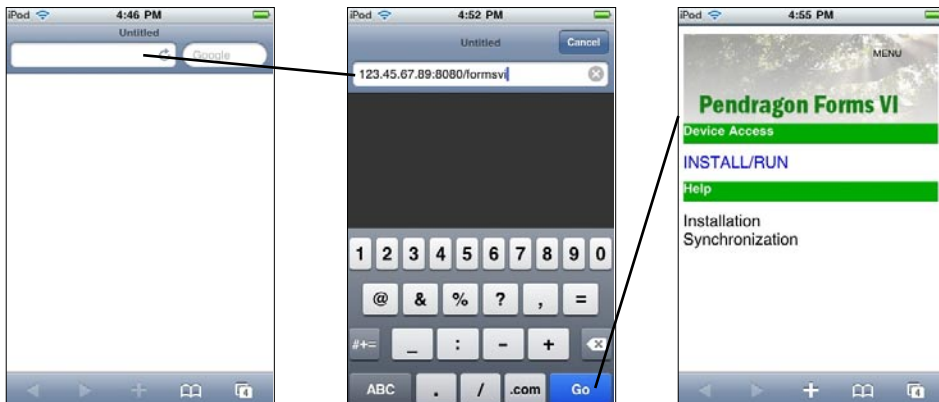 iPod 4:46 PM
Untitled
Google
iPod 4:52 PM
Untitled Cancel
123.45.67.89:8080/formsvi
1 2 3 4 5 6 7 8 9 0
@ & % ? , =
#+= _ : - +
ABC . / .com Go
4
iPod 4:55 PM
MENU
Pendragon Forms VI
Device Access
INSTALL/RUN
Help
Installation
Synchronization
4